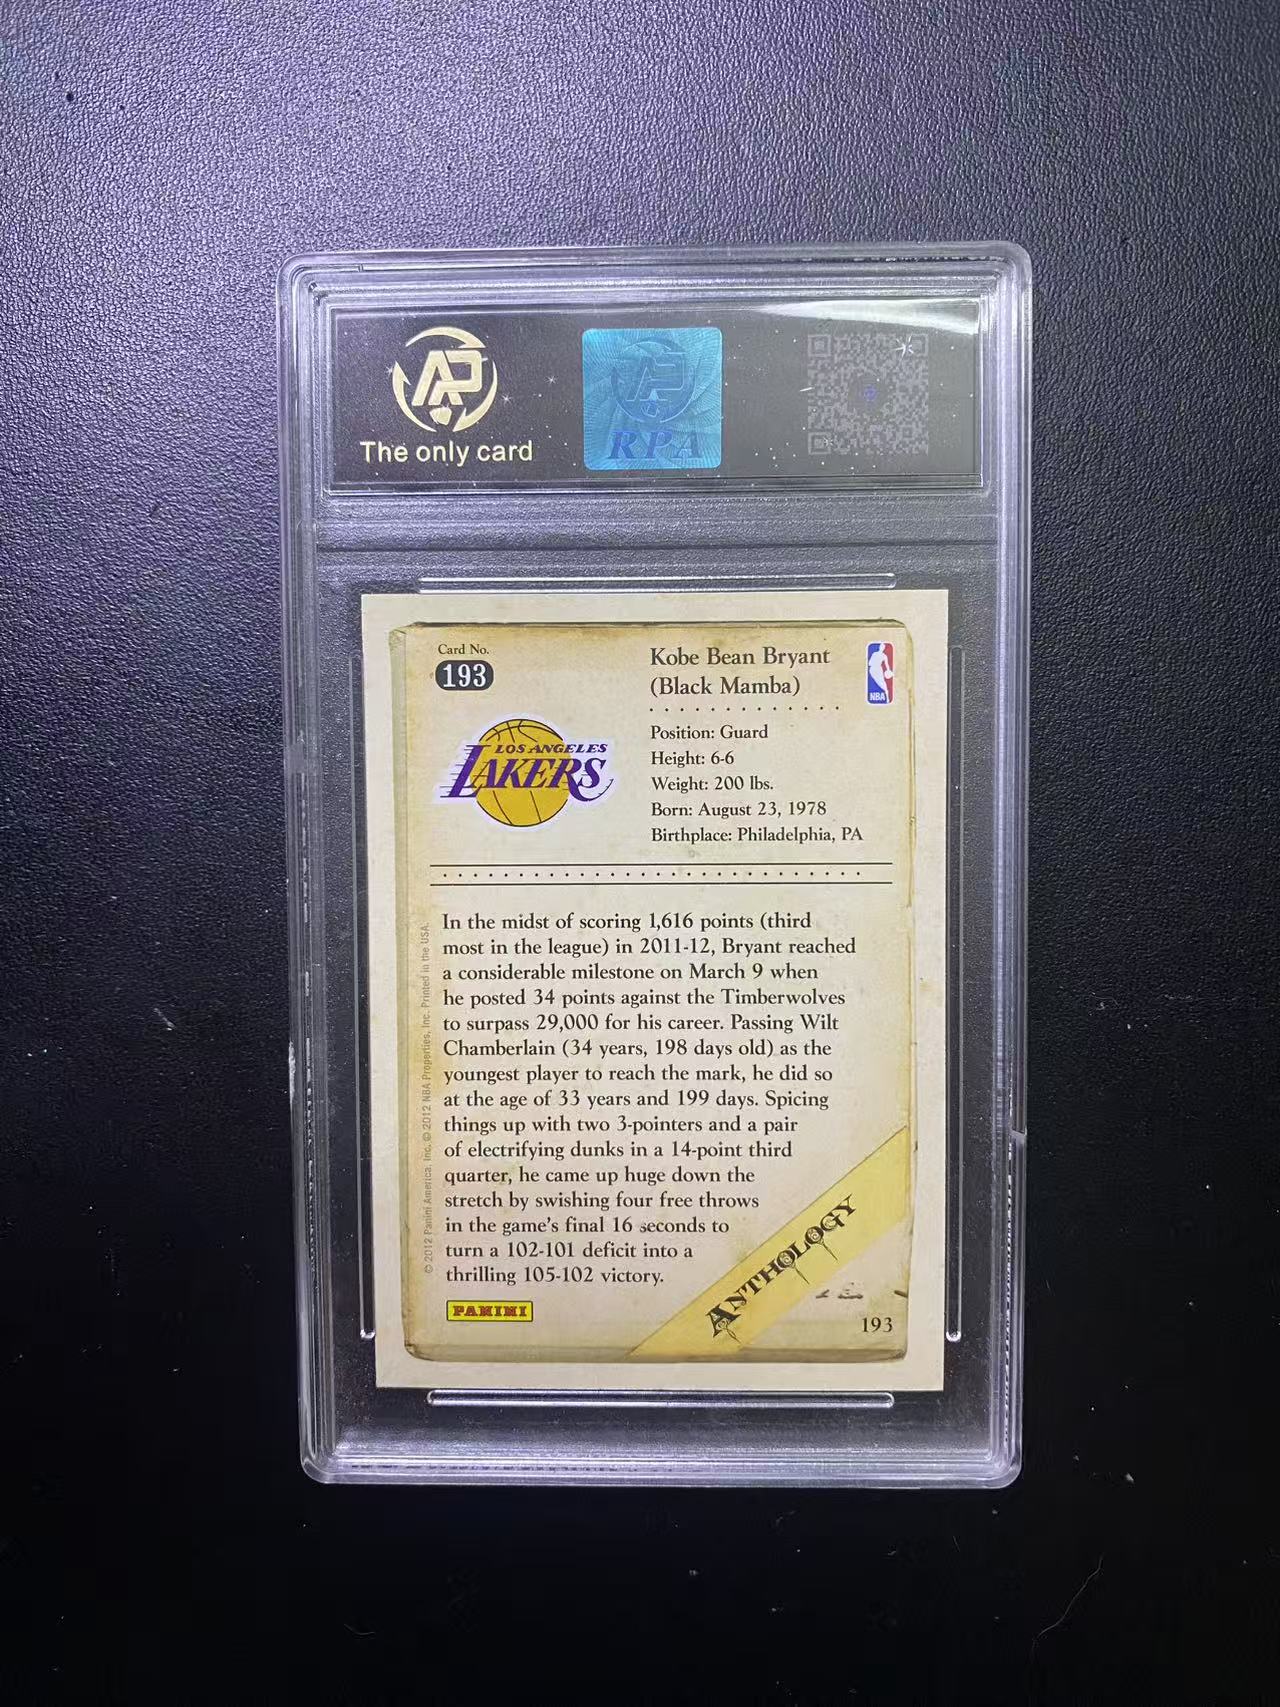 The only card
RPA
Card No.
193
Kobe Bean Bryant
(Black Mamba)
NBA
LOS ANGELES
LAKERS
Position: Guard
Height: 6-6
Weight: 200 lbs.
Born: August 23, 1978
Birthplace: Philadelphia, PA
In the midst of scoring 1,616 points (third
most in the league) in 2011-12, Bryant reached
a considerable milestone on March 9 when
he posted 34 points against the Timberwolves
to surpass 29,000 for his career. Passing Wilt
Chamberlain (34 years, 198 days old) as the
youngest player to reach the mark, he did so
at the age of 33 years and 199 days. Spicing
things up with two 3-pointers and a pair
of electrifying dunks in a 14-point third
quarter, he came up huge down the
stretch by swishing four free throws
in the game's final 16 seconds to
turn a 102-101 deficit into a
thrilling 105-102 victory.
© 2012 Panini America, Inc. © 2012 NBA Properties, Inc. Printed in the USA.
PANINI
ANTHOLOGY
193